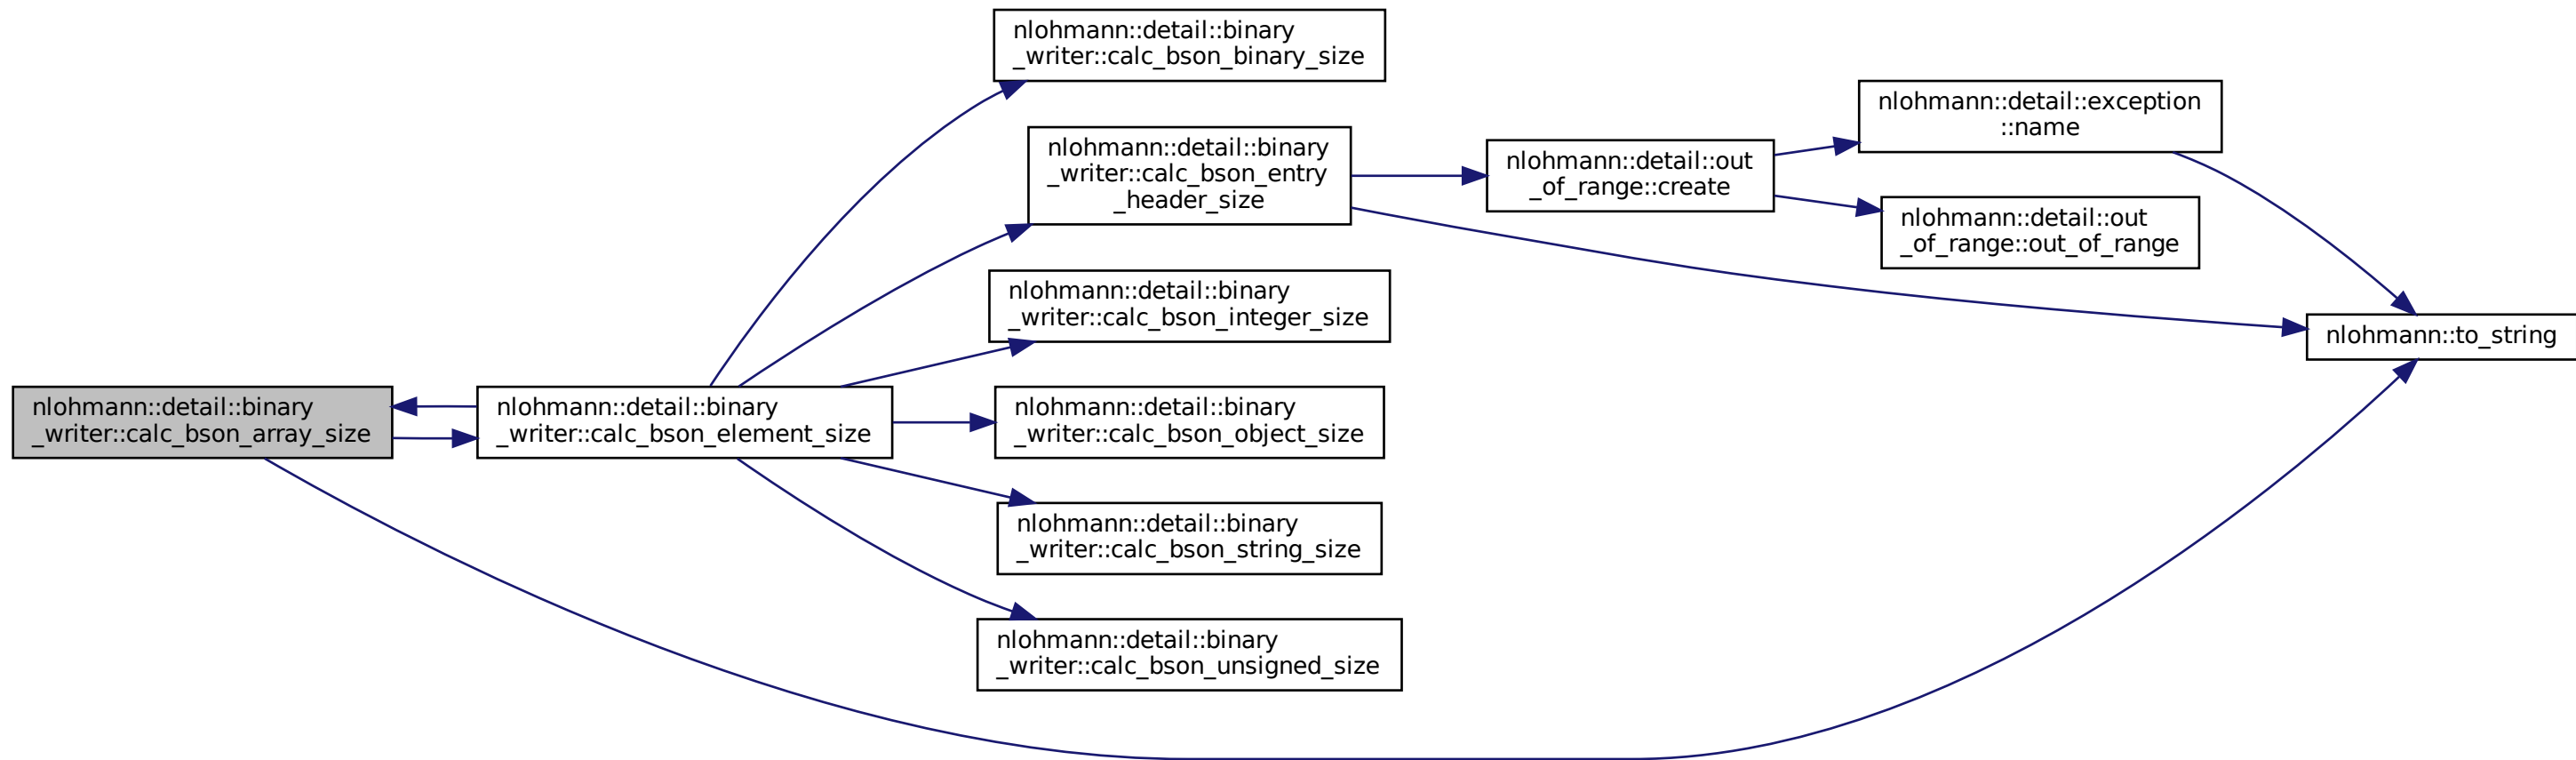 nlohmann::detail::binary
_writer::calc_bson_array_size
nlohmann::detail::binary
_writer::calc_bson_element_size
nlohmann::detail::binary
_writer::calc_bson_binary_size
nlohmann::detail::binary
_writer::calc_bson_entry
_header_size
nlohmann::detail::binary
_writer::calc_bson_integer_size
nlohmann::detail::binary
_writer::calc_bson_object_size
nlohmann::detail::binary
_writer::calc_bson_string_size
nlohmann::detail::binary
_writer::calc_bson_unsigned_size
nlohmann::detail::out
_of_range::create
nlohmann::detail::exception
::name
nlohmann::detail::out
_of_range::out_of_range
nlohmann::to_string